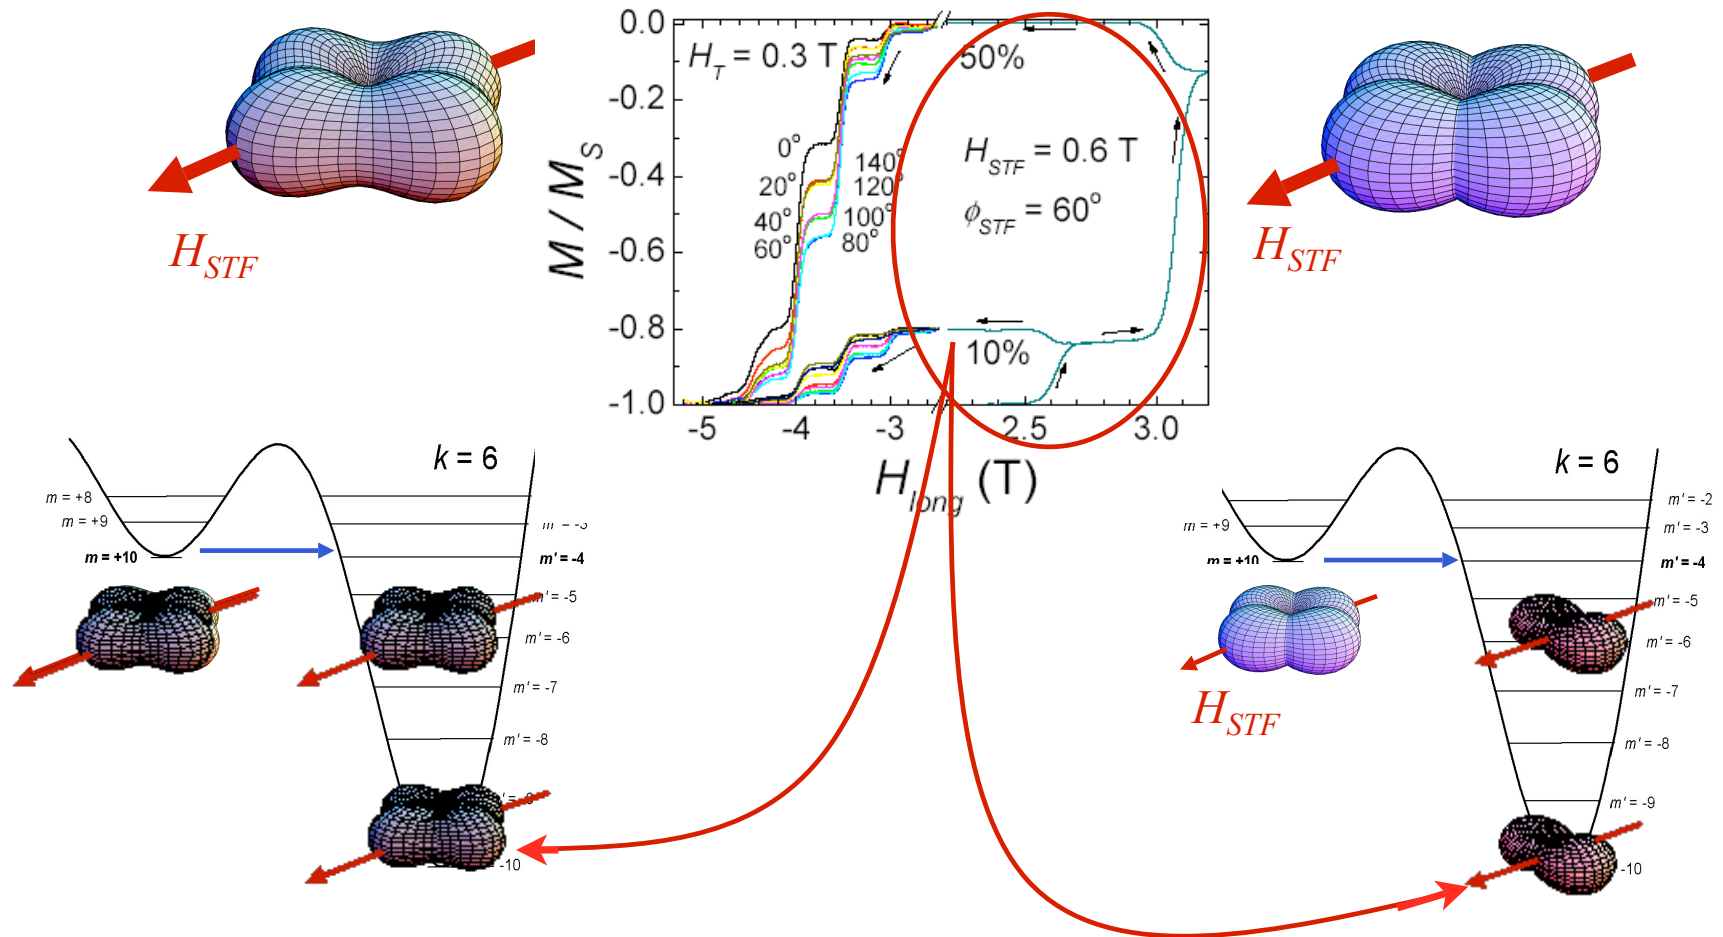 H_STF
H_T = 0.3 T
50%
H_STF = 0.6 T
ϕ_STF = 60°
10%
0°
20°
40°
60°
140°
120°
100°
80°
M / M_S
0.0
-0.2
-0.4
-0.6
-0.8
-1.0
-5
-4
-3
2.5
3.0
H_long (T)
H_STF
k = 6
m = +8
m = +9
m = +10
m' = -4
m' = -5
m' = -6
m' = -7
m' = -8
-10
k = 6
m = +9
m = +10
H_STF
m' = -2
m' = -3
m' = -4
m' = -5
m' = -6
m' = -7
m' = -8
m' = -9
-10